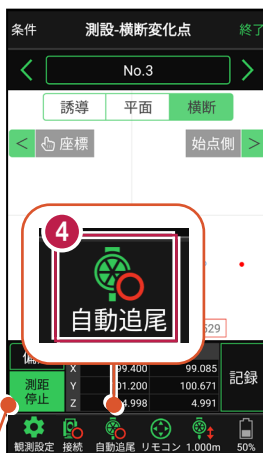 条件 測設-横断変化点 終了
< No.3 >
誘導 平面 横断
< 座標 始点側 >
4
自動追尾
529
測距
停止
X 99.400 99.085
Y 101.200 100.671
Z 4.998 4.991
記録
観測設定 接続 自動追尾 リモコン 1.000m 50%